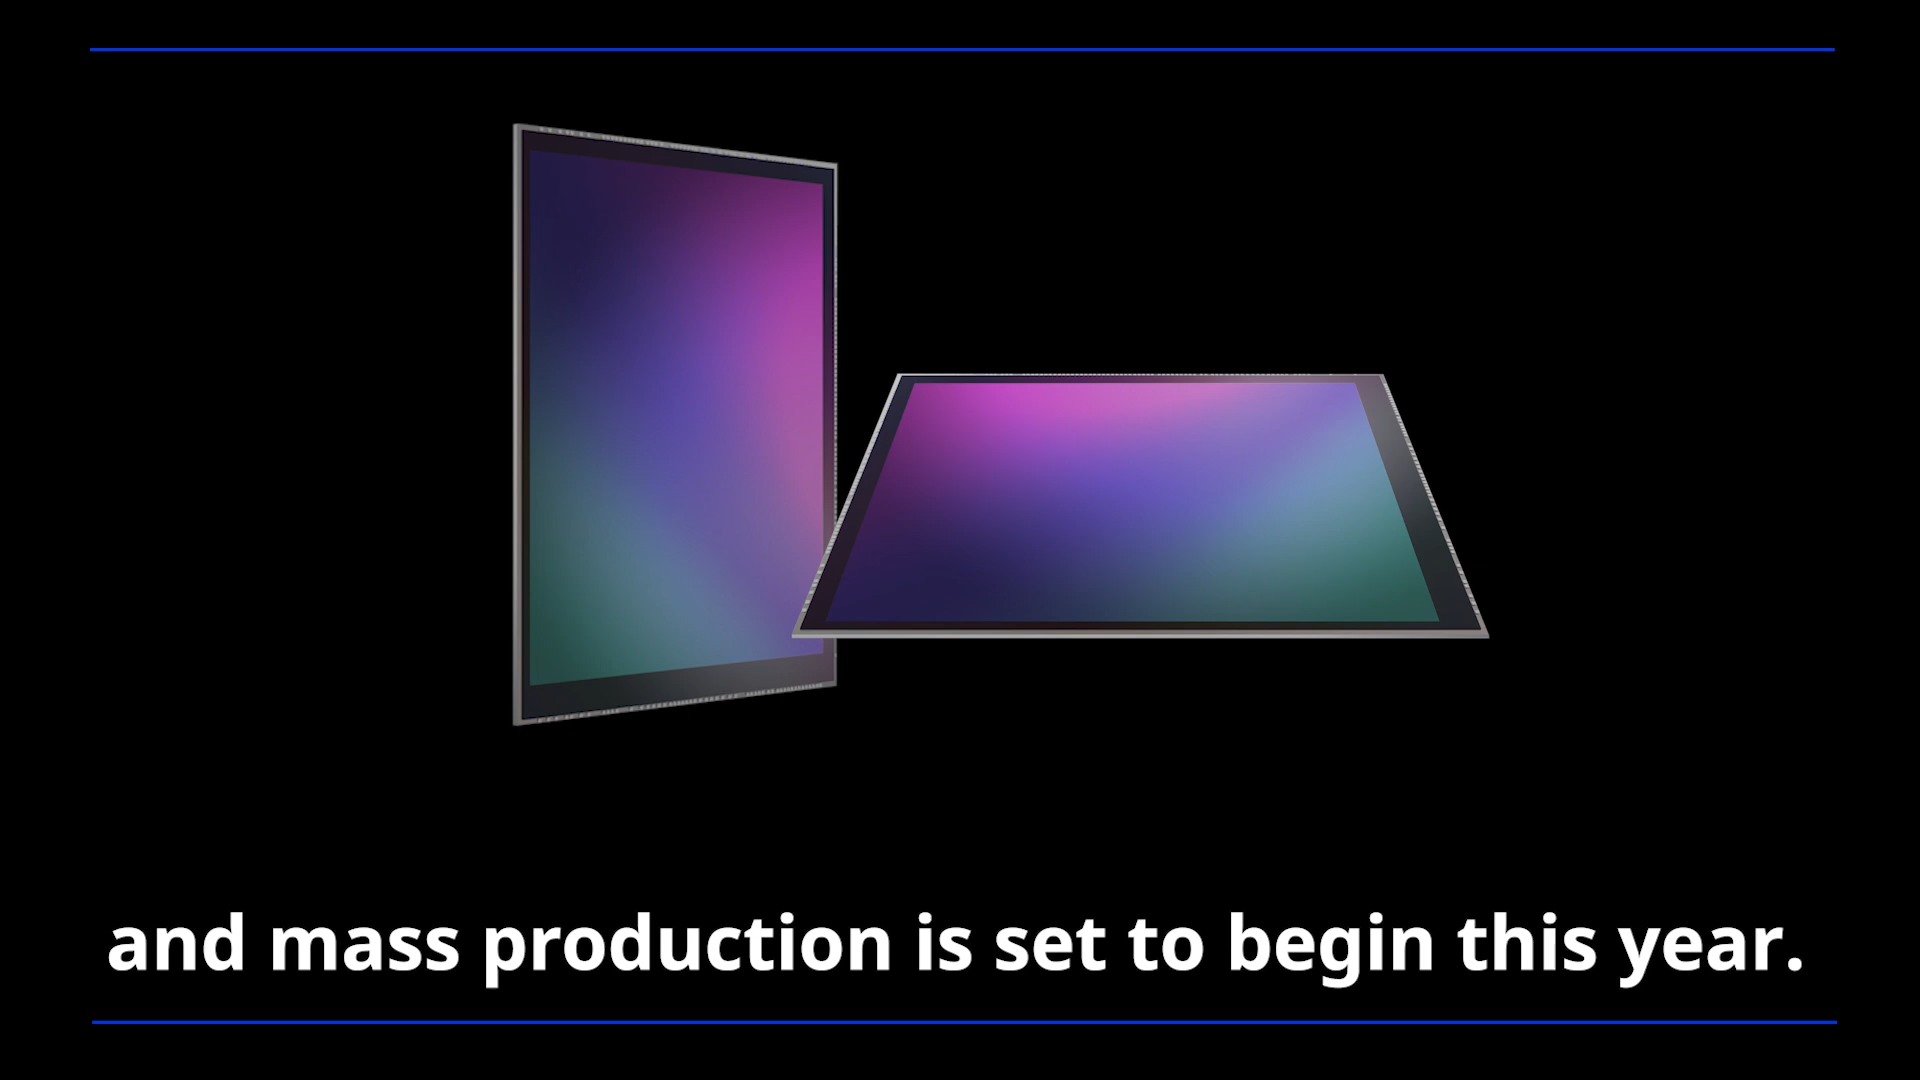 and mass production is set to begin this year.